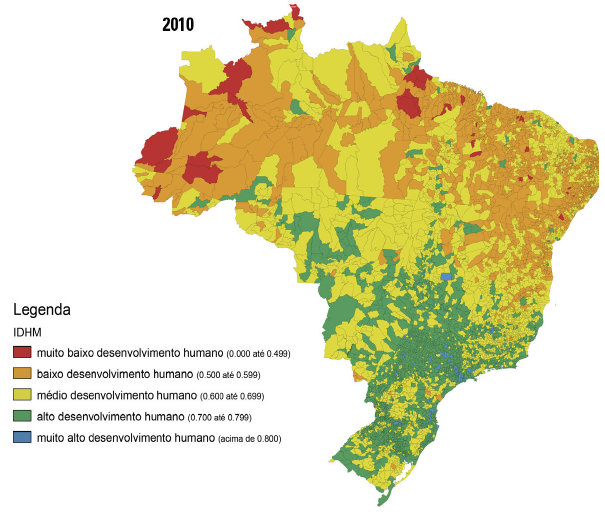 2010
Legenda
IDHM
muito baixo desenvolvimento humano (0.000 até 0.499)
baixo desenvolvimento humano (0.500 até 0.599)
médio desenvolvimento humano (0.600 até 0.699)
alto desenvolvimento humano (0.700 até 0.799)
muito alto desenvolvimento humano (acima de 0.800)